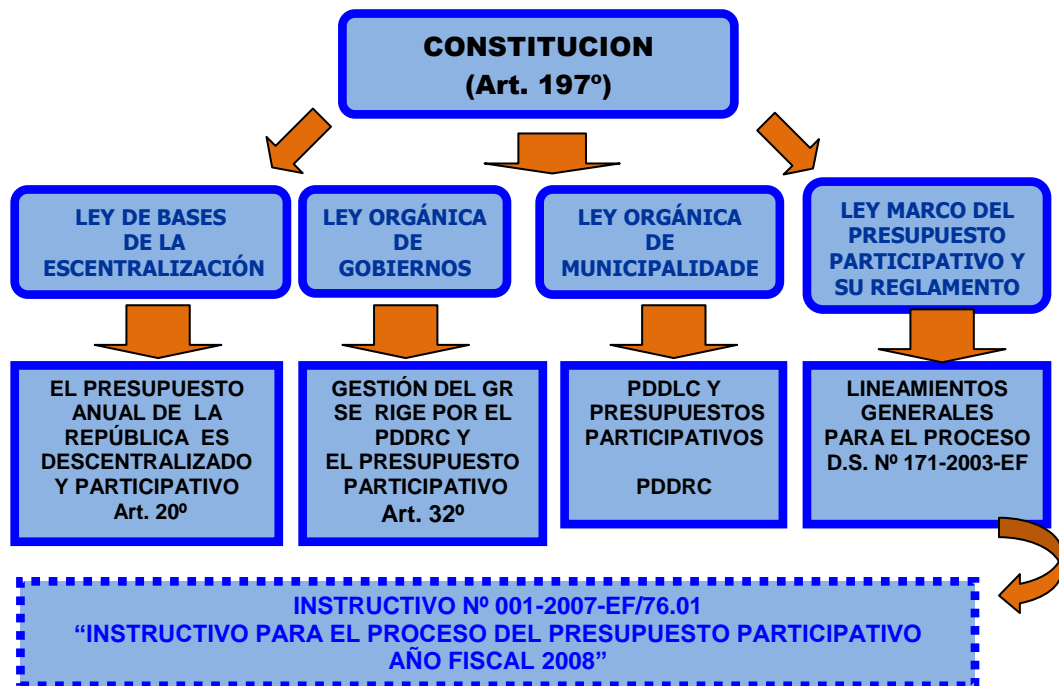 CONSTITUCION
(Art. 197º)
LEY DE BASES
DE LA
ESCENTRALIZACIÓN
LEY ORGÁNICA
DE
GOBIERNOS
LEY ORGÁNICA
DE
MUNICIPALIDADE
LEY MARCO DEL
PRESUPUESTO
PARTICIPATIVO Y
SU REGLAMENTO
EL PRESUPUESTO
ANUAL DE LA
REPÚBLICA ES
DESCENTRALIZADO
Y PARTICIPATIVO
Art. 20º
GESTIÓN DEL GR
SE RIGE POR EL
PDDRC Y
EL PRESUPUESTO
PARTICIPATIVO
Art. 32º
PDDLC Y
PRESUPUESTOS
PARTICIPATIVOS
PDDRC
LINEAMIENTOS
GENERALES
PARA EL PROCESO
D.S. Nº 171-2003-EF
INSTRUCTIVO Nº 001-2007-EF/76.01
“INSTRUCTIVO PARA EL PROCESO DEL PRESUPUESTO PARTICIPATIVO
AÑO FISCAL 2008”